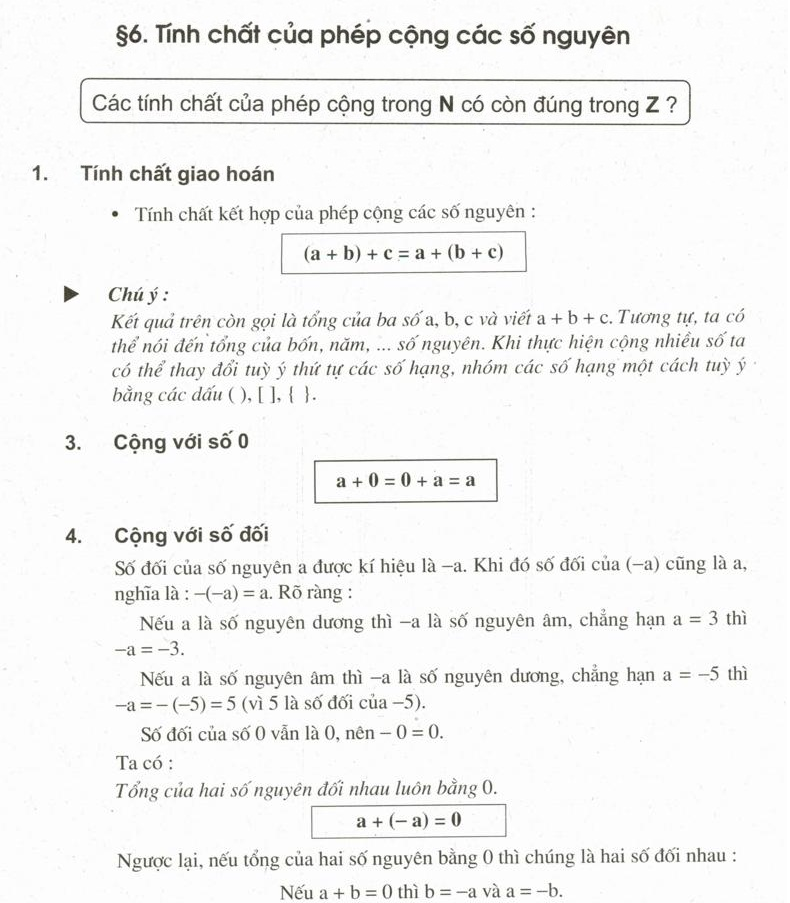 §6. Tính chất của phép cộng các số nguyên
Các tính chất của phép cộng trong N có còn đúng trong Z ?
1. Tính chất giao hoán
• Tính chất kết hợp của phép cộng các số nguyên :
(a + b) + c = a + (b + c)
▶ Chú ý :
Kết quả trên còn gọi là tổng của ba số a, b, c và viết a + b + c. Tương tự, ta có
thể nói đến tổng của bốn, năm, ... số nguyên. Khi thực hiện cộng nhiều số ta
có thể thay đổi tuỳ ý thứ tự các số hạng, nhóm các số hạng một cách tuỳ ý
bằng các dấu ( ), [ ], { }.
3. Cộng với số 0
a + 0 = 0 + a = a
4. Cộng với số đối
Số đối của số nguyên a được kí hiệu là −a. Khi đó số đối của (−a) cũng là a,
nghĩa là : −(−a) = a. Rõ ràng :
Nếu a là số nguyên dương thì −a là số nguyên âm, chẳng hạn a = 3 thì
−a = −3.
Nếu a là số nguyên âm thì −a là số nguyên dương, chẳng hạn a = −5 thì
−a = − (−5) = 5 (vì 5 là số đối của −5).
Số đối của số 0 vẫn là 0, nên − 0 = 0.
Ta có :
Tổng của hai số nguyên đối nhau luôn bằng 0.
a + (− a) = 0
Ngược lại, nếu tổng của hai số nguyên bằng 0 thì chúng là hai số đối nhau :
Nếu a + b = 0 thì b = −a và a = −b.